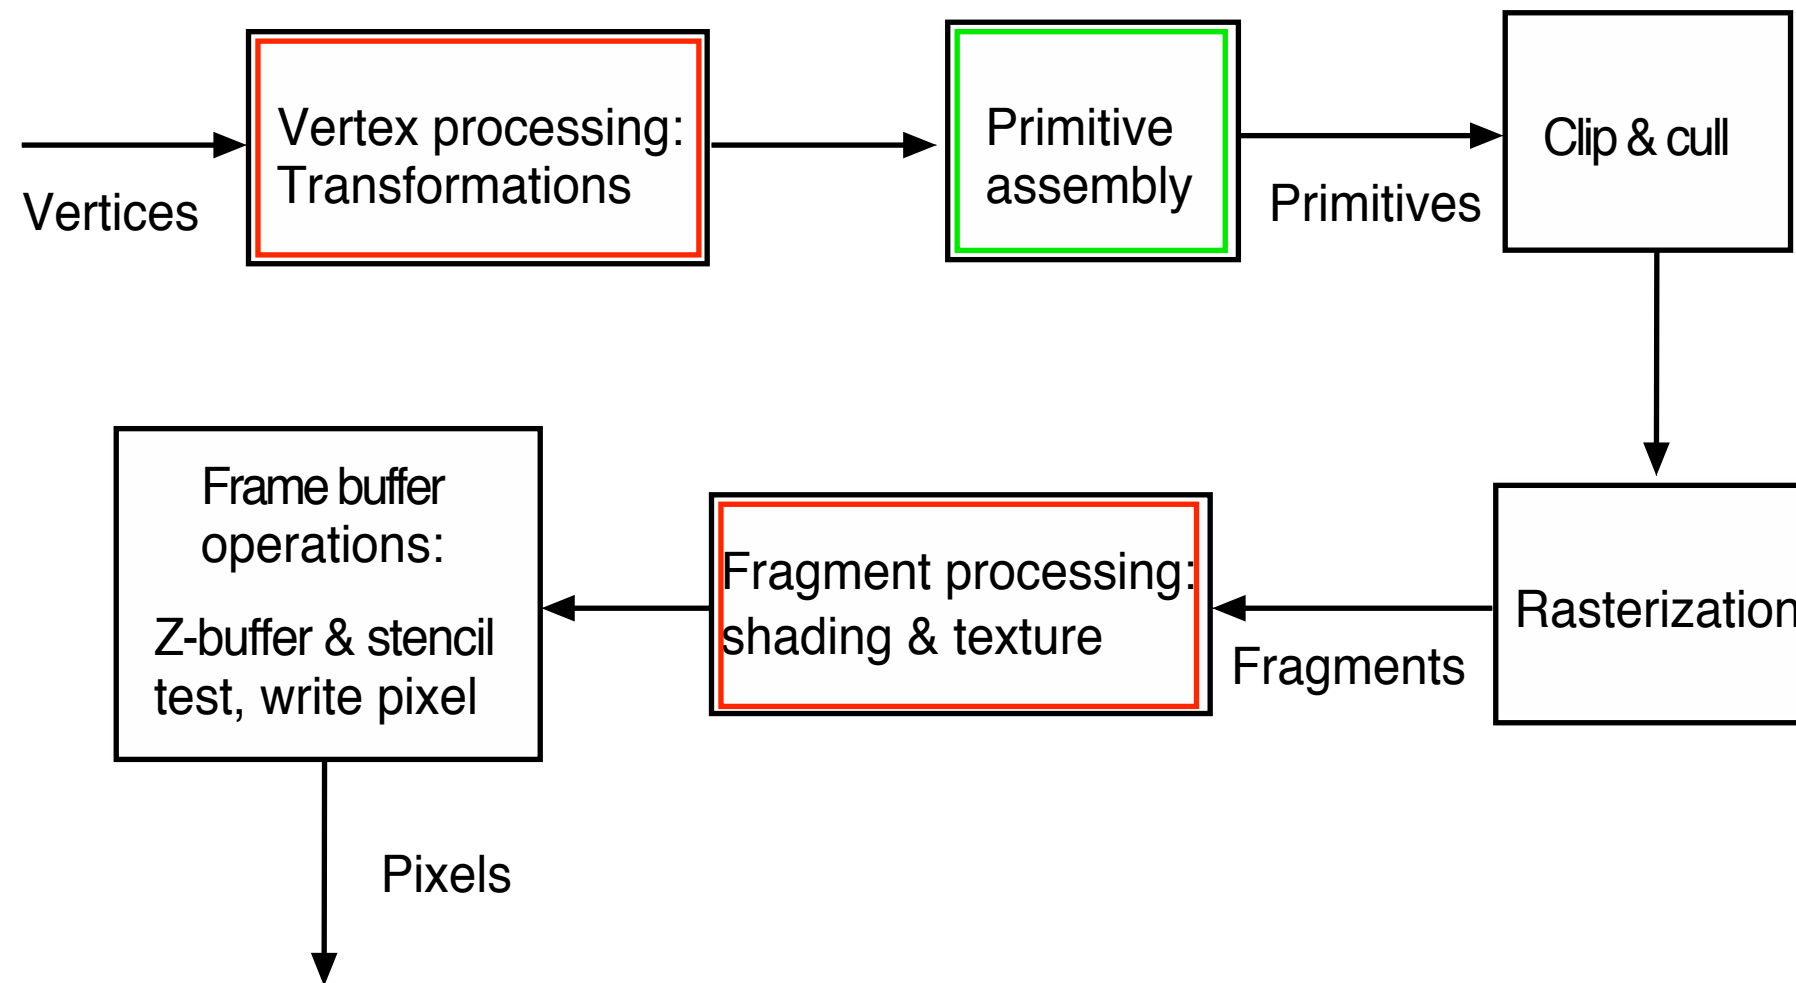 Vertices
Vertex processing:
Transformations
Primitive
assembly
Primitives
Clip & cull
Rasterization
Fragments
Fragment processing:
shading & texture
Frame buffer
operations:
Z-buffer & stencil
test, write pixel
Pixels